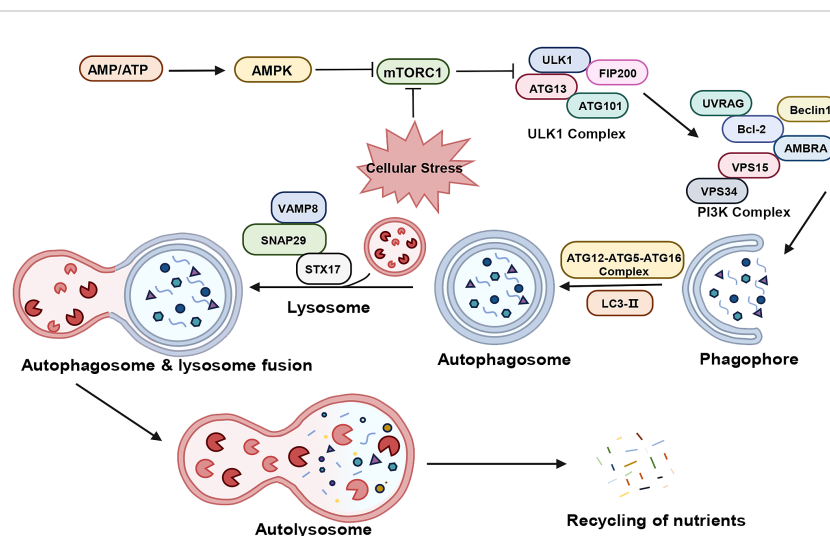 AMP/ATP
AMPK
mTORC1
ULK1
FIP200
ATG13
ATG101
ULK1 Complex
UVRAG
Beclin1
Bcl-2
AMBRA
VPS15
VPS34
PI3K Complex
Cellular Stress
VAMP8
SNAP29
STX17
Lysosome
ATG12-ATG5-ATG16
Complex
LC3-II
Autophagosome & lysosome fusion
Autophagosome
Phagophore
Autolysosome
Recycling of nutrients